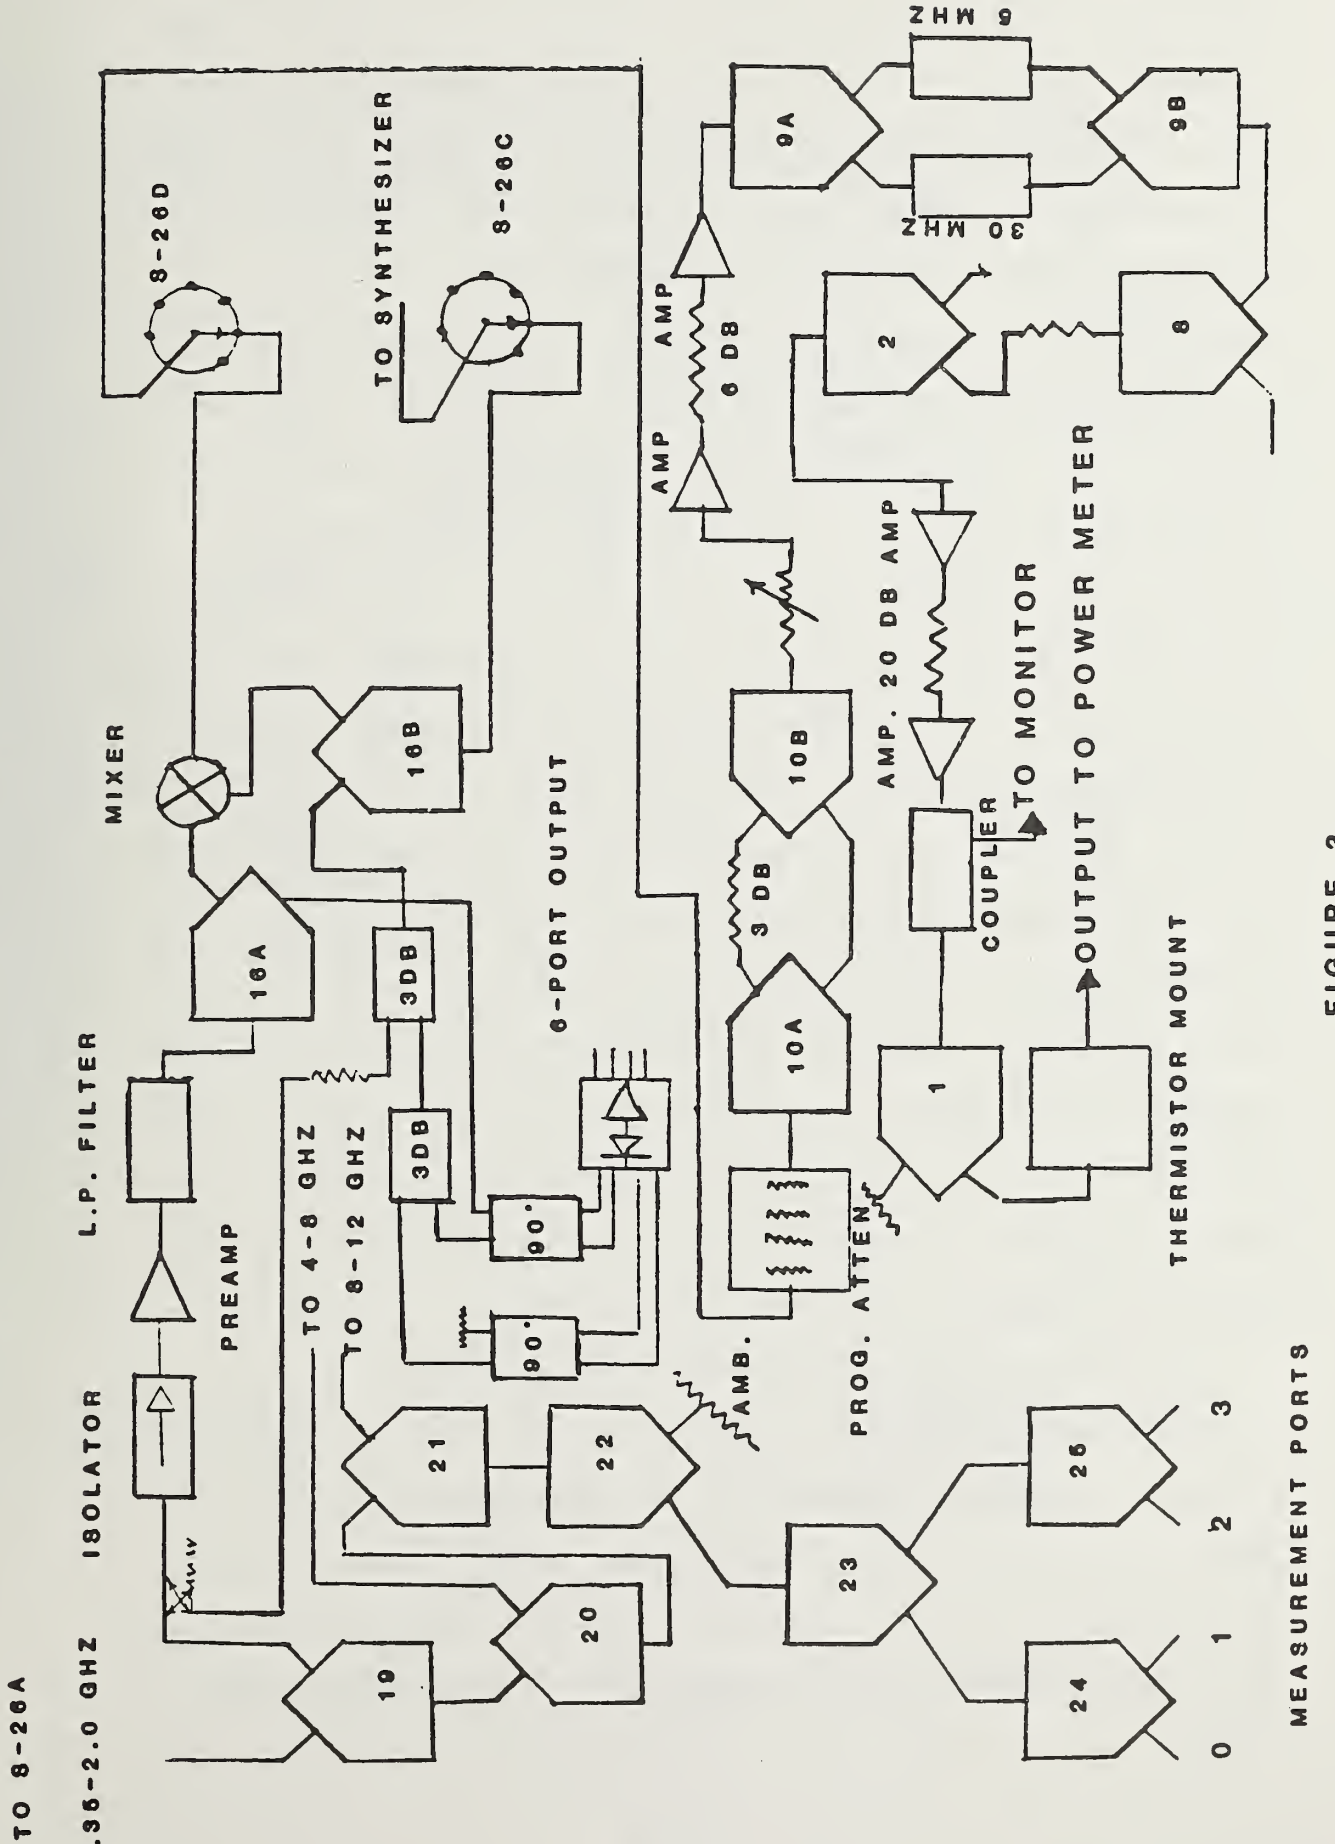 TO S-26A
.35-2.0 GHZ
ISOLATOR
L.P. FILTER
MIXER
PREAMP
16A
S-26D
TO SYNTHESIZER
S-26C
16B
3DB
3DB
TO 4-8 GHZ
TO 8-12 GHZ
90°
90°
6-PORT OUTPUT
19
20
21
22
AMB.
23
24
25
0
1
2
3
MEASUREMENT PORTS
PROG. ATTEN
10A
3 DB
10B
AMP
6 DB
AMP
9A
30 MHZ
5 MHZ
9B
8
2
AMP. 20 DB AMP
COUPLER
TO MONITOR
OUTPUT TO POWER METER
1
THERMISTOR MOUNT